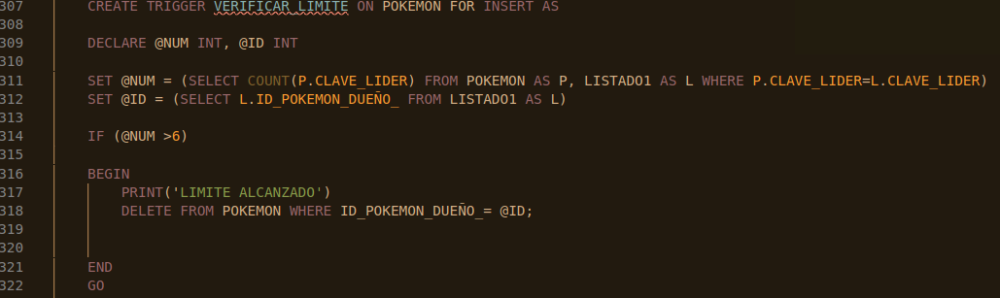 307 CREATE TRIGGER VERIFICAR_LIMITE ON POKEMON FOR INSERT AS
308
309 DECLARE @NUM INT, @ID INT
310
311 SET @NUM = (SELECT COUNT(P.CLAVE_LIDER) FROM POKEMON AS P, LISTADO1 AS L WHERE P.CLAVE_LIDER=L.CLAVE_LIDER)
312 SET @ID = (SELECT L.ID_POKEMON_DUEÑO_ FROM LISTADO1 AS L)
313
314 IF (@NUM >6)
315
316 BEGIN
317 PRINT('LIMITE ALCANZADO')
318 DELETE FROM POKEMON WHERE ID_POKEMON_DUEÑO_= @ID;
319
320
321 END
322 GO